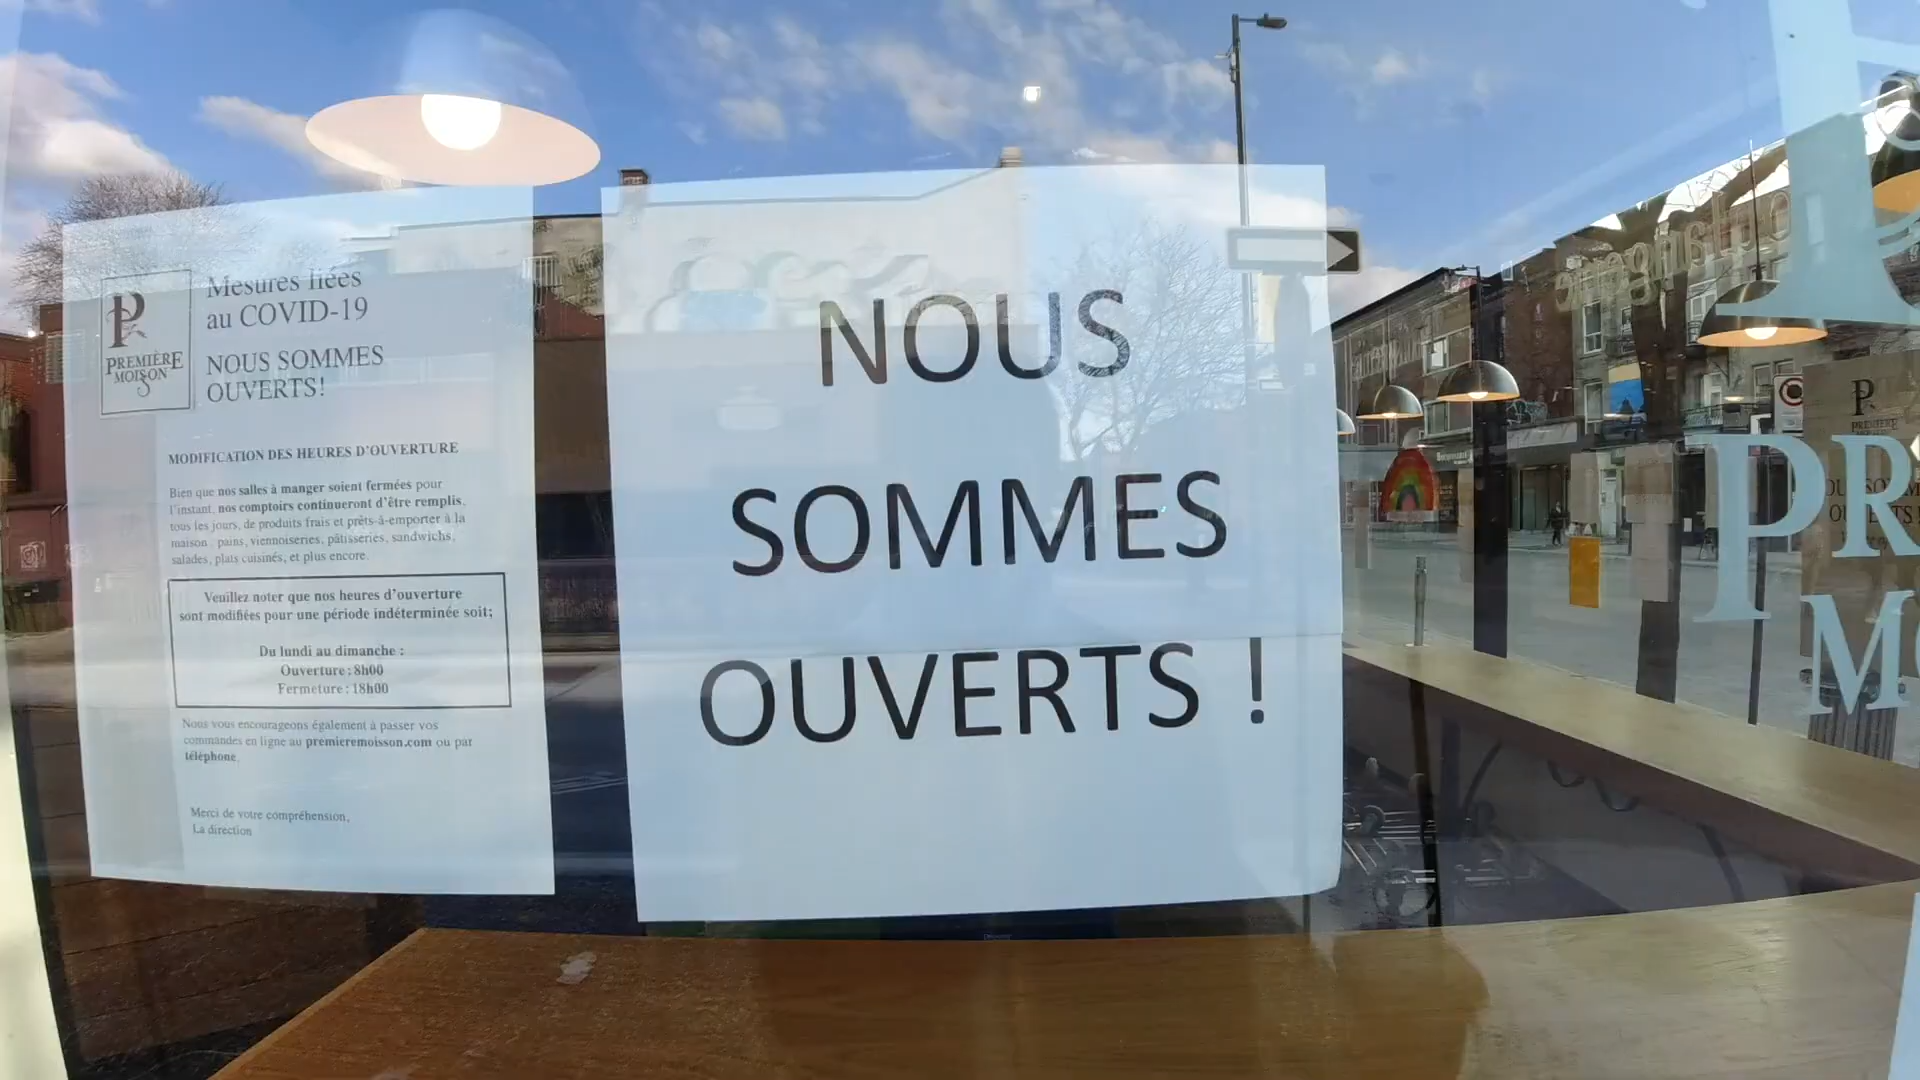 PREMIÈRE
MOISSON
Mesures liées
au COVID-19
NOUS SOMMES
OUVERTS!
MODIFICATION DES HEURES D'OUVERTURE
Bien que nos salles à manger soient fermées pour
l'instant, nos comptoirs continueront d'être remplis,
tous les jours, de produits frais et prêts-à-emporter à la
maison : pains, viennoiseries, pâtisseries, sandwichs,
salades, plats cuisinés, et plus encore.
Veuillez noter que nos heures d'ouverture
sont modifiées pour une période indéterminée soit;
Du lundi au dimanche :
Ouverture : 8h00
Fermeture : 18h00
Nous vous encourageons également à passer vos
commandes en ligne au premieremoisson.com ou par
téléphone.
Merci de votre compréhension,
La direction
NOUS
SOMMES
OUVERTS !
boulangerie
P
PREMIÈRE
PR
M